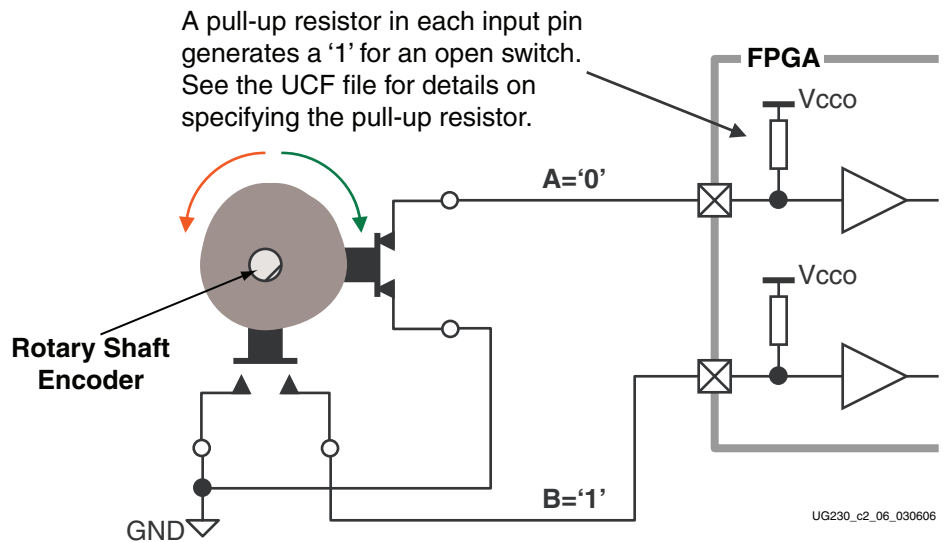 A pull-up resistor in each input pin
generates a ‘1’ for an open switch.
See the UCF file for details on
specifying the pull-up resistor.
FPGA
Vcco
A=‘0’
Vcco
Rotary Shaft
Encoder
B=‘1’
GND
UG230_c2_06_030606